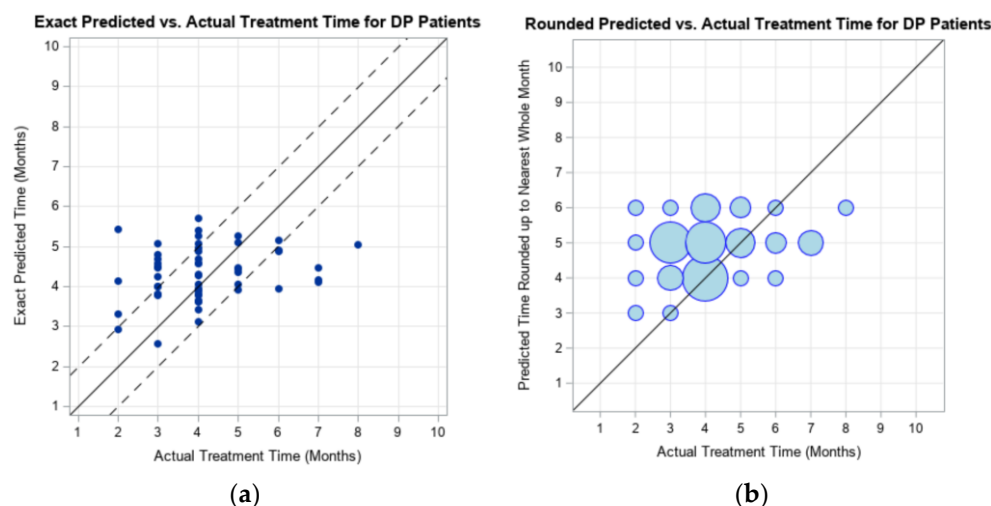 Exact Predicted vs. Actual Treatment Time for DP Patients
Exact Predicted Time (Months)
10
9
8
7
6
5
4
3
2
1
1 2 3 4 5 6 7 8 9 10
Actual Treatment Time (Months)
(a)
Rounded Predicted vs. Actual Treatment Time for DP Patients
Predicted Time Rounded up to Nearest Whole Month
10
9
8
7
6
5
4
3
2
1
1 2 3 4 5 6 7 8 9 10
Actual Treatment Time (Months)
(b)